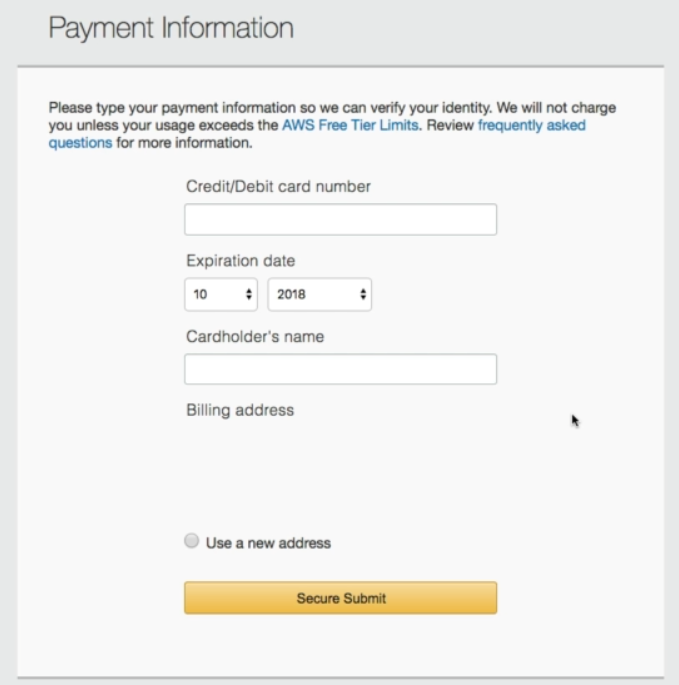 Payment Information
Please type your payment information so we can verify your identity. We will not charge
you unless your usage exceeds the AWS Free Tier Limits. Review frequently asked
questions for more information.
Credit/Debit card number
Expiration date
10 2018
Cardholder's name
Billing address
Use a new address
Secure Submit